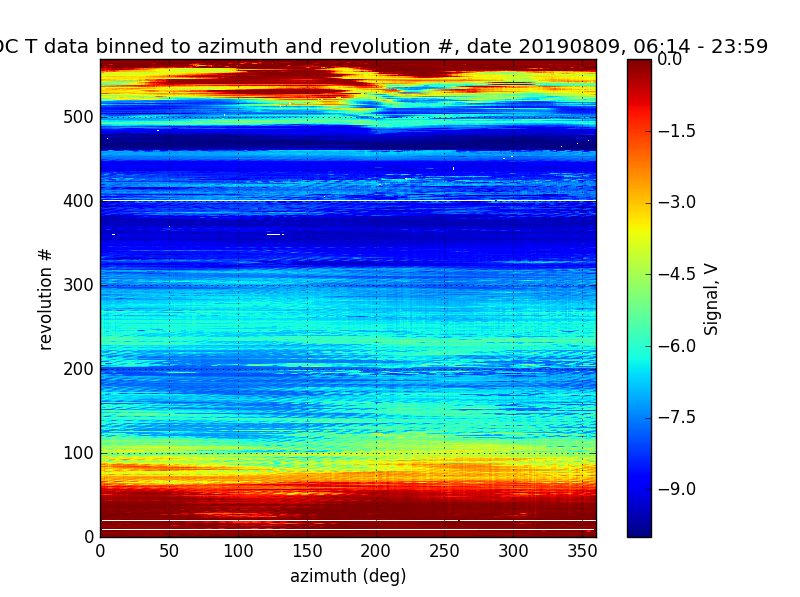 T data binned to azimuth and revolution #, date 20190809, 06:14 - 23:59
0.0
500
−1.5
400
−3.0
revolution #
300
−4.5
Signal, V
−6.0
200
−7.5
100
−9.0
0
0 50 100 150 200 250 300 350
azimuth (deg)